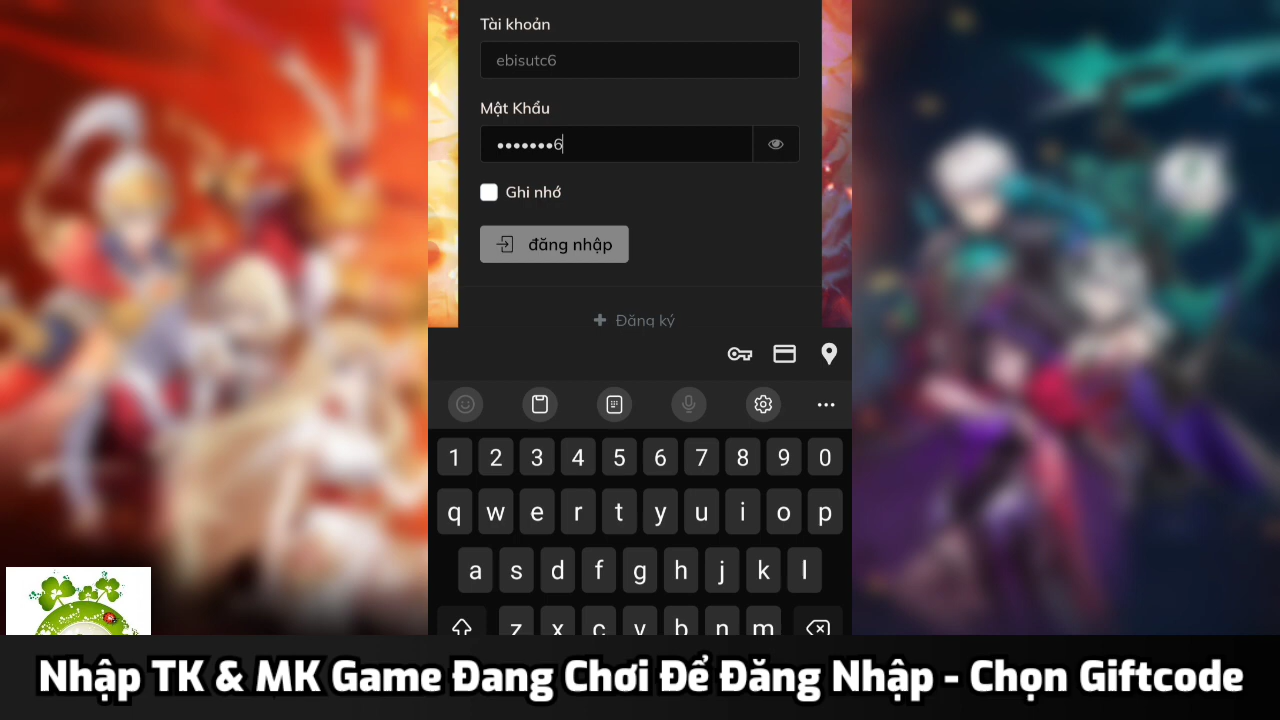 Tài khoản
ebisutc6
Mật Khẩu
•••••••6
Ghi nhớ
đăng nhập
Đăng ký
1 2 3 4 5 6 7 8 9 0
q w e r t y u i o p
a s d f g h j k l
z x c v b n m
Nhập TK & MK Game Đang Chơi Để Đăng Nhập - Chọn Giftcode